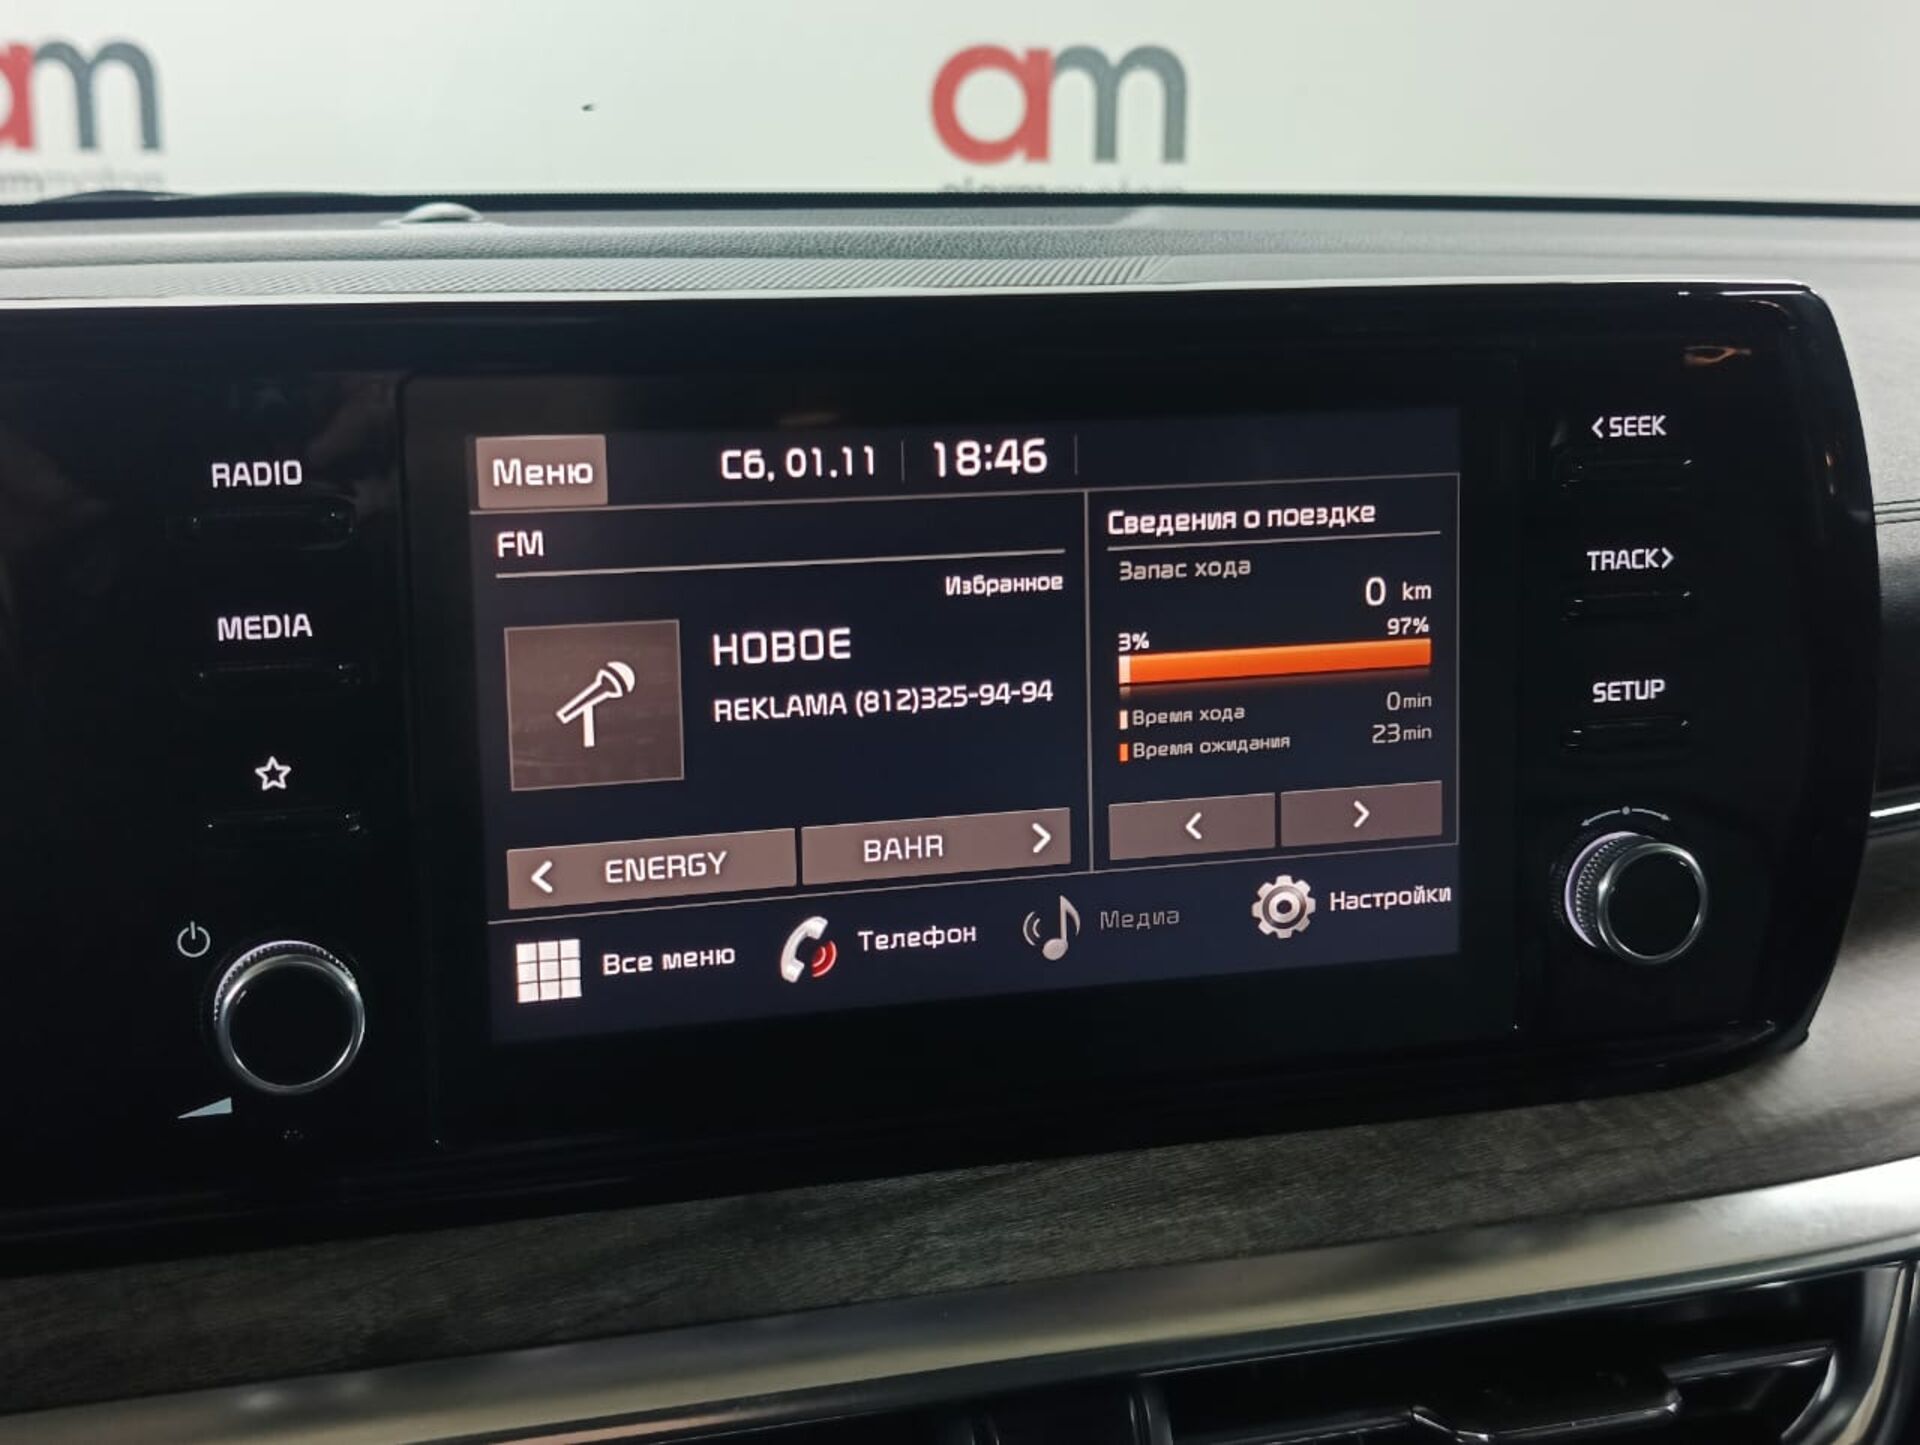 am
am
RADIO
MEDIA
Меню
Сб, 01.11
18:46
FM
Избранное
НОВОЕ
REKLAMA (812)325-94-94
ENERGY
ВАНR
Сведения о поездке
Запас хода
0 km
3%
97%
Время хода 0min
Время ожидания 23min
Все меню
Телефон
Медиа
Настройки
SEEK
TRACK
SETUP